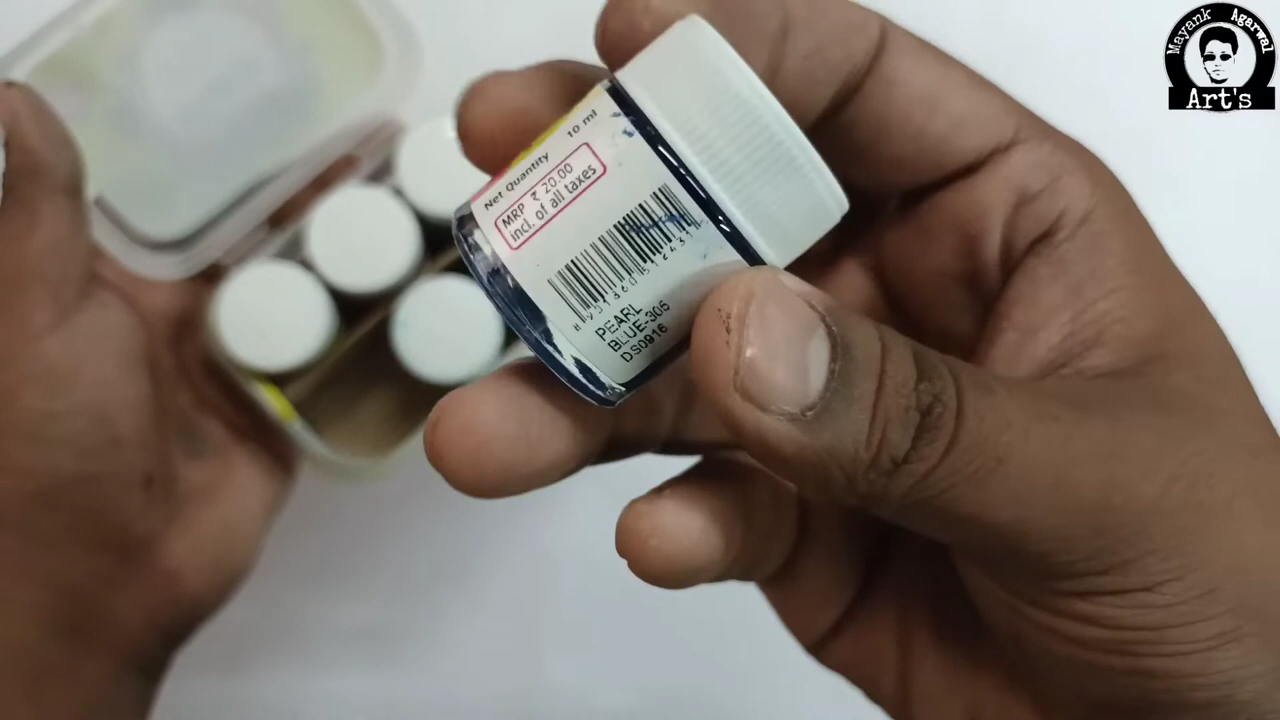 Mayank Agarwal
Art's
Net Quantity 10 ml
MRP ₹ 20.00
incl. of all taxes
PEARL
BLUE-306
DS0916